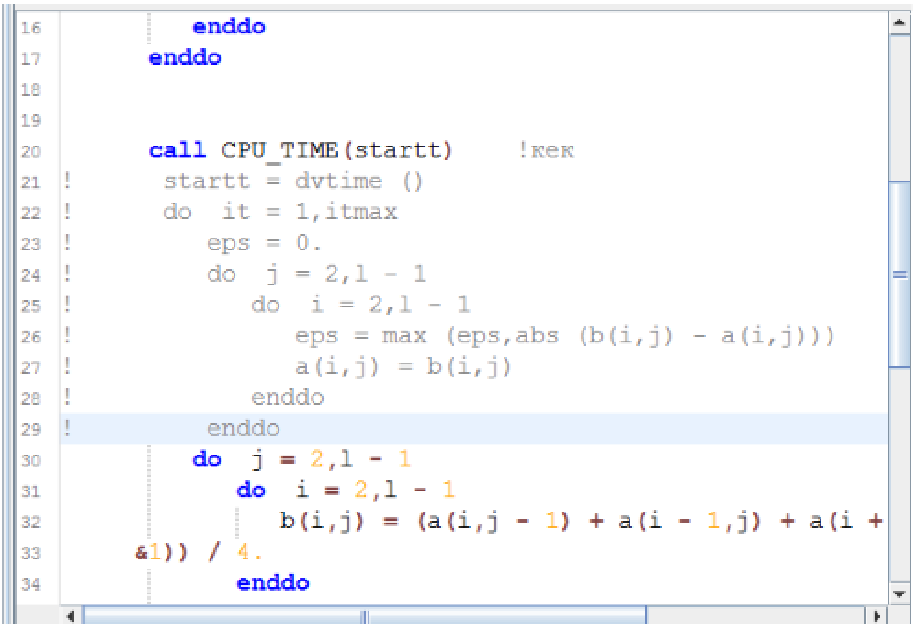 16 enddo
17 enddo
18
19
20 call CPU_TIME(startt) !кек
21 ! startt = dvtime ()
22 ! do it = 1,itmax
23 ! eps = 0.
24 ! do j = 2,l - 1
25 ! do i = 2,l - 1
26 ! eps = max (eps,abs (b(i,j) - a(i,j)))
27 ! a(i,j) = b(i,j)
28 ! enddo
29 ! enddo
30 do j = 2,l - 1
31 do i = 2,l - 1
32 b(i,j) = (a(i,j - 1) + a(i - 1,j) + a(i +
33 &1)) / 4.
34 enddo